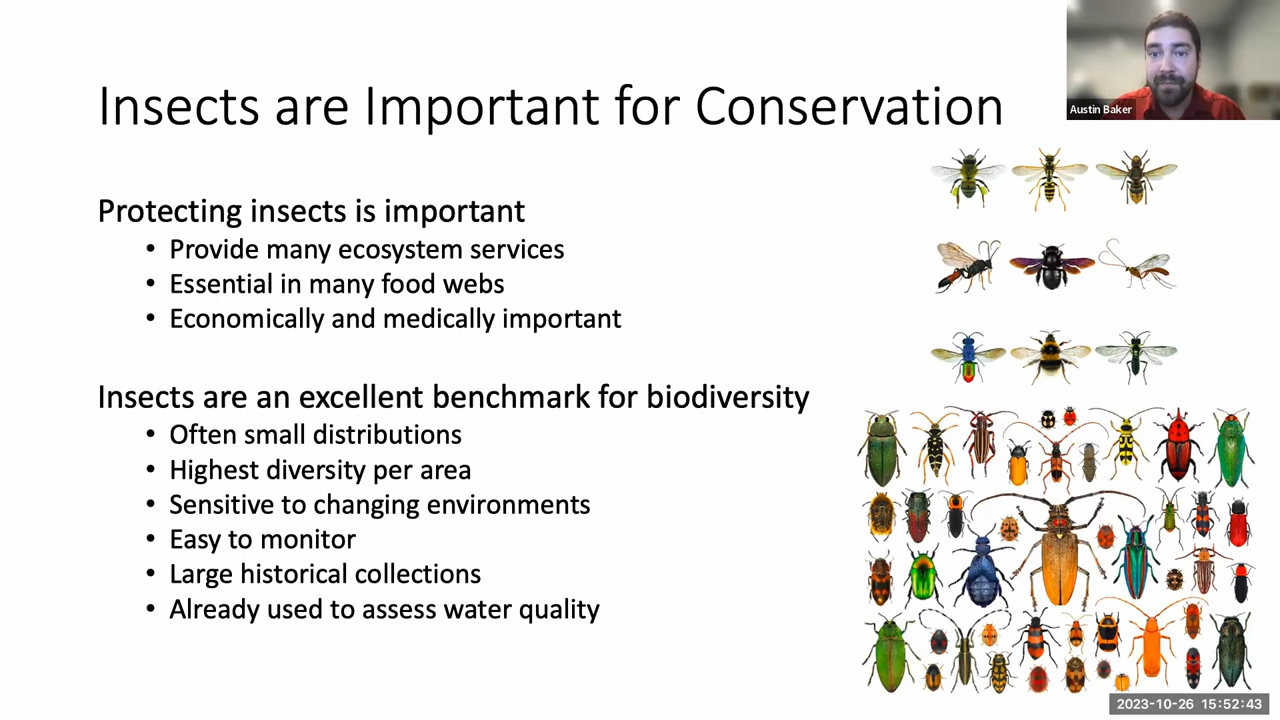 Insects are Important for Conservation
Austin Baker
Protecting insects is important
• Provide many ecosystem services
• Essential in many food webs
• Economically and medically important
Insects are an excellent benchmark for biodiversity
• Often small distributions
• Highest diversity per area
• Sensitive to changing environments
• Easy to monitor
• Large historical collections
• Already used to assess water quality
2023-10-26 15:52:43